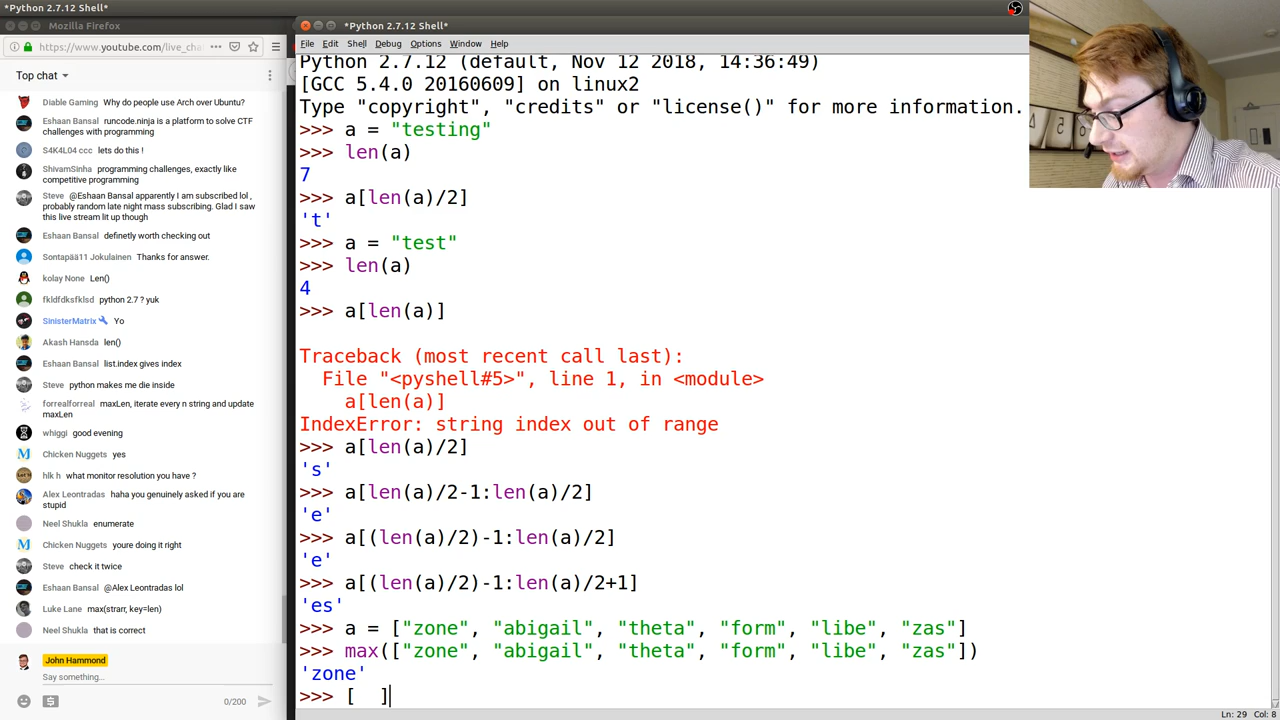 *Python 2.7.12 Shell*
Mozilla Firefox
https://www.youtube.com/live_cha
Top chat
Diable Gaming Why do people use Arch over Ubuntu?
Eshaan Bansal runcode.ninja is a platform to solve CTF
challenges with programming
S4K4L04 ccc lets do this !
ShivamSinha programming challenges, exactly like
competitive programming
Steve @Eshaan Bansal apparently I am subscribed lol ,
probably random late night mass subscribing. Glad I saw
this live stream lit up though
Eshaan Bansal definetly worth checking out
Sontapää11 Jokulainen Thanks for answer.
kolay None Len()
fkldfdksfklsd python 2.7 ? yuk
SinisterMatrix Yo
Akash Hansda len()
Eshaan Bansal list.index gives index
Steve python makes me die inside
forrealforreal maxLen, iterate every n string and update
maxLen
whiggi good evening
Chicken Nuggets yes
hlk h what monitor resolution you have ?
Alex Leontradas haha you genuinely asked if you are
stupid
Neel Shukla enumerate
Chicken Nuggets youre doing it right
Steve check it twice
Eshaan Bansal @Alex Leontradas lol
Luke Lane max(strarr, key=len)
Neel Shukla that is correct
John Hammond
Say something...
0/200
*Python 2.7.12 Shell*
File Edit Shell Debug Options Window Help
Python 2.7.12 (default, Nov 12 2018, 14:36:49)
[GCC 5.4.0 20160609] on linux2
Type "copyright", "credits" or "license()" for more information.
>>> a = "testing"
>>> len(a)
7
>>> a[len(a)/2]
't'
>>> a = "test"
>>> len(a)
4
>>> a[len(a)]
Traceback (most recent call last):
File "<pyshell#5>", line 1, in <module>
a[len(a)]
IndexError: string index out of range
>>> a[len(a)/2]
's'
>>> a[len(a)/2-1:len(a)/2]
'e'
>>> a[(len(a)/2)-1:len(a)/2]
'e'
>>> a[(len(a)/2)-1:len(a)/2+1]
'es'
>>> a = ["zone", "abigail", "theta", "form", "libe", "zas"]
>>> max(["zone", "abigail", "theta", "form", "libe", "zas"])
'zone'
>>> [ ]
Ln: 29 Col: 8
4 5 6